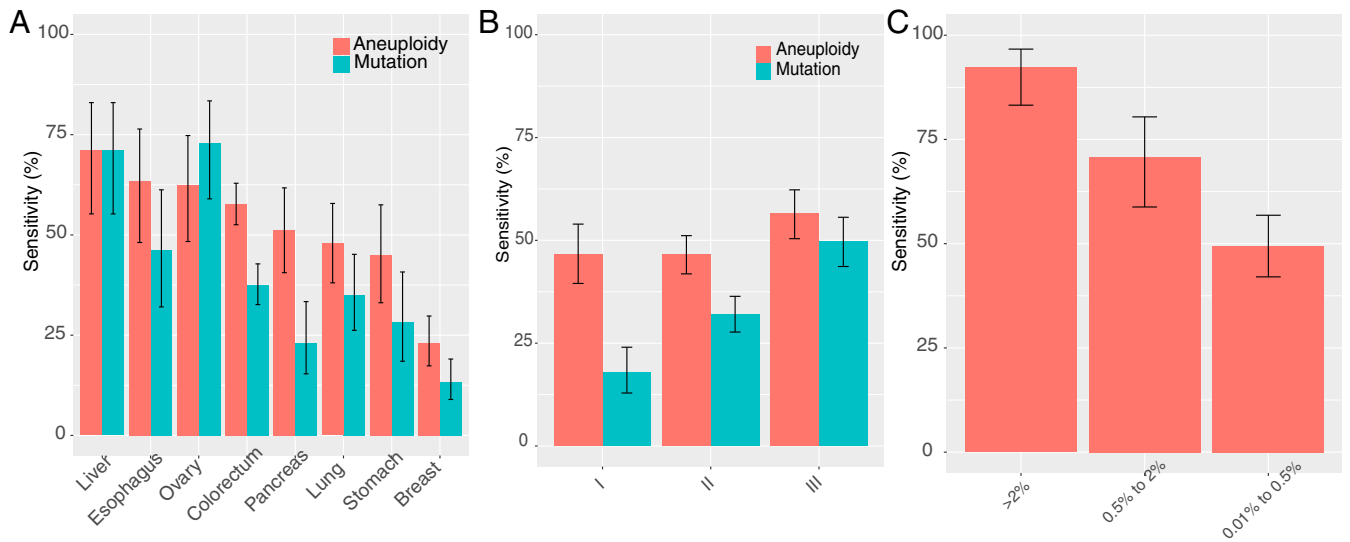 A
Sensitivity (%)
100
75
50
25
0
Aneuploidy
Mutation
Liver
Esophagus
Ovary
Colorectum
Pancreas
Lung
Stomach
Breast
B
Sensitivity (%)
100
75
50
25
0
Aneuploidy
Mutation
I
II
III
C
Sensitivity (%)
100
75
50
25
0
>2%
0.5% to 2%
0.01% to 0.5%